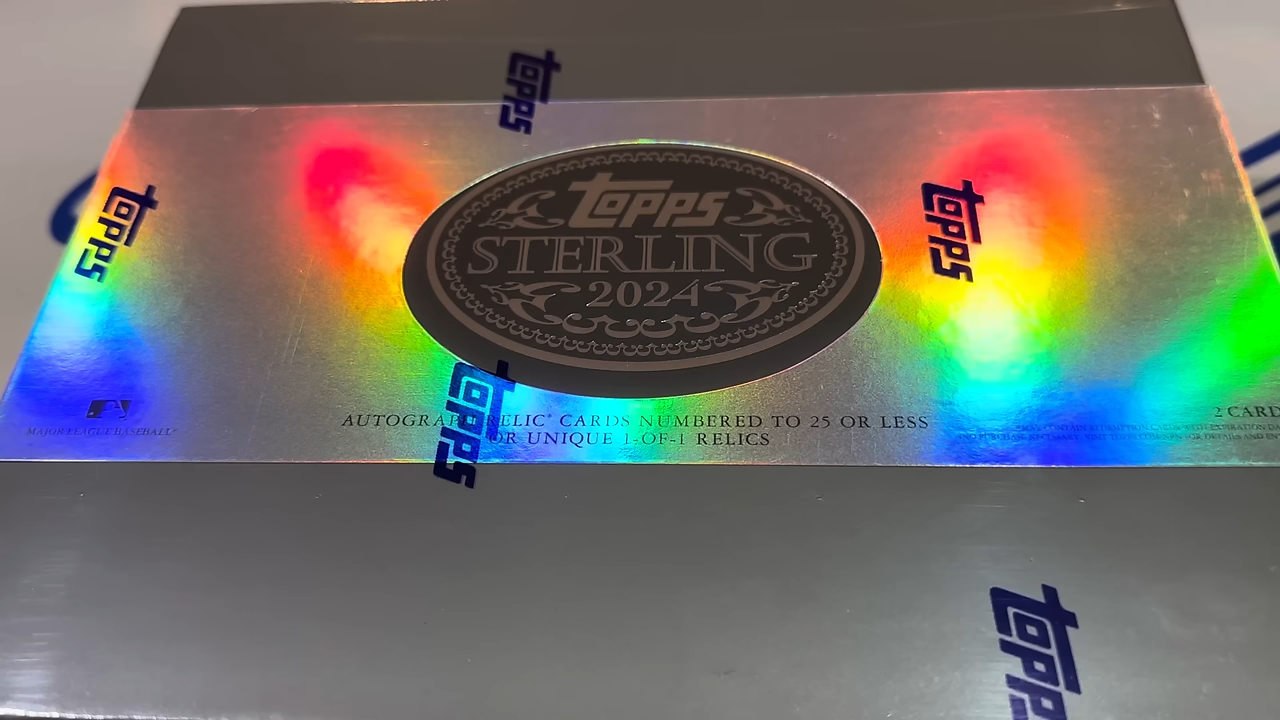 topps
topps
topps
topps
STERLING
2024
topps
AUTOGRAPH RELIC* CARDS NUMBERED TO 25 OR LESS
OR UNIQUE 1-OF-1 RELICS
MAJOR LEAGUE BASEBALL
2 CARD
topps